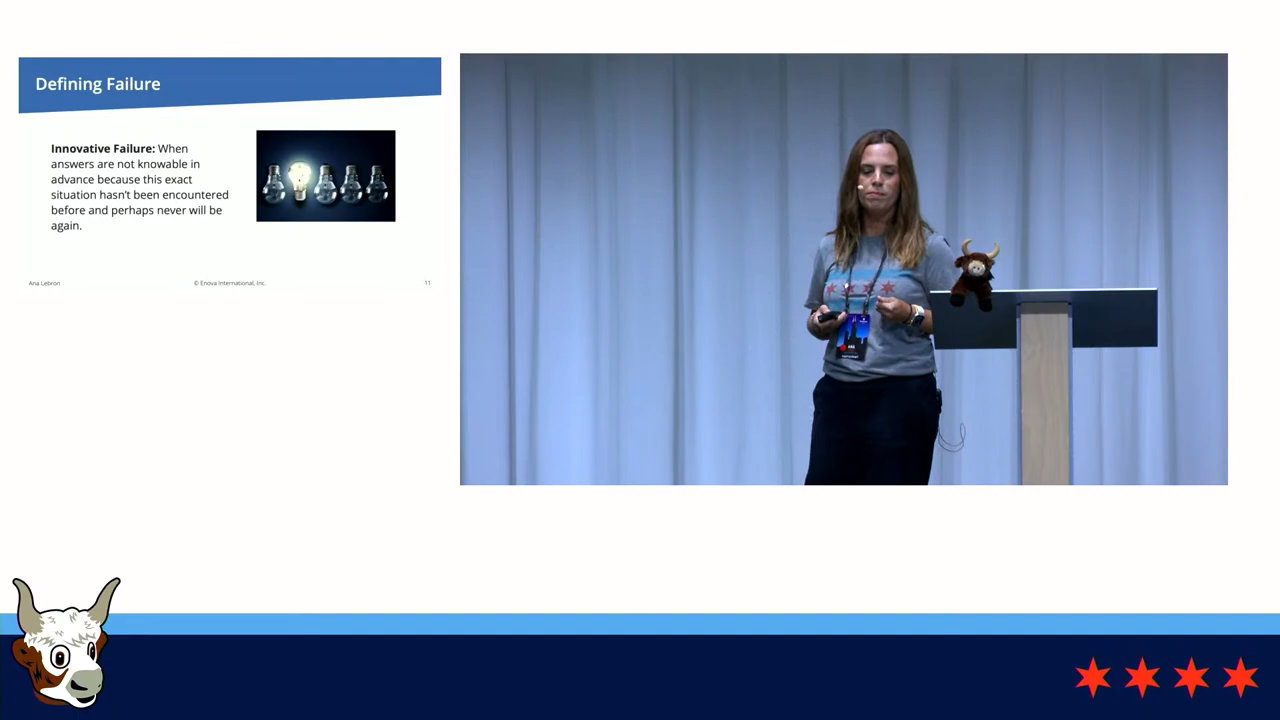 Defining Failure
Innovative Failure: When
answers are not knowable in
advance because this exact
situation hasn’t been encountered
before and perhaps never will be
again.
Ana Lebron
© Enova International, Inc.
11
ANA